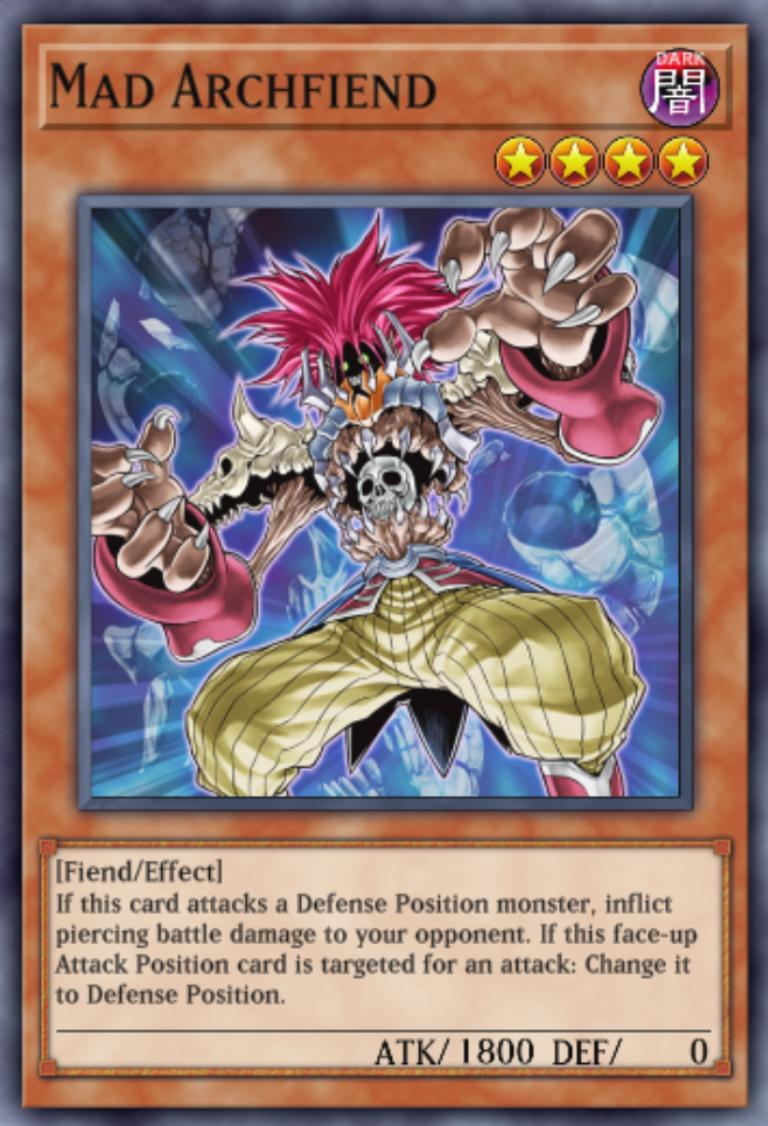 Mad Archfiend
DARK
闇
[Fiend/Effect]
If this card attacks a Defense Position monster, inflict
piercing battle damage to your opponent. If this face-up
Attack Position card is targeted for an attack: Change it
to Defense Position.
ATK/ 1800 DEF/ 0